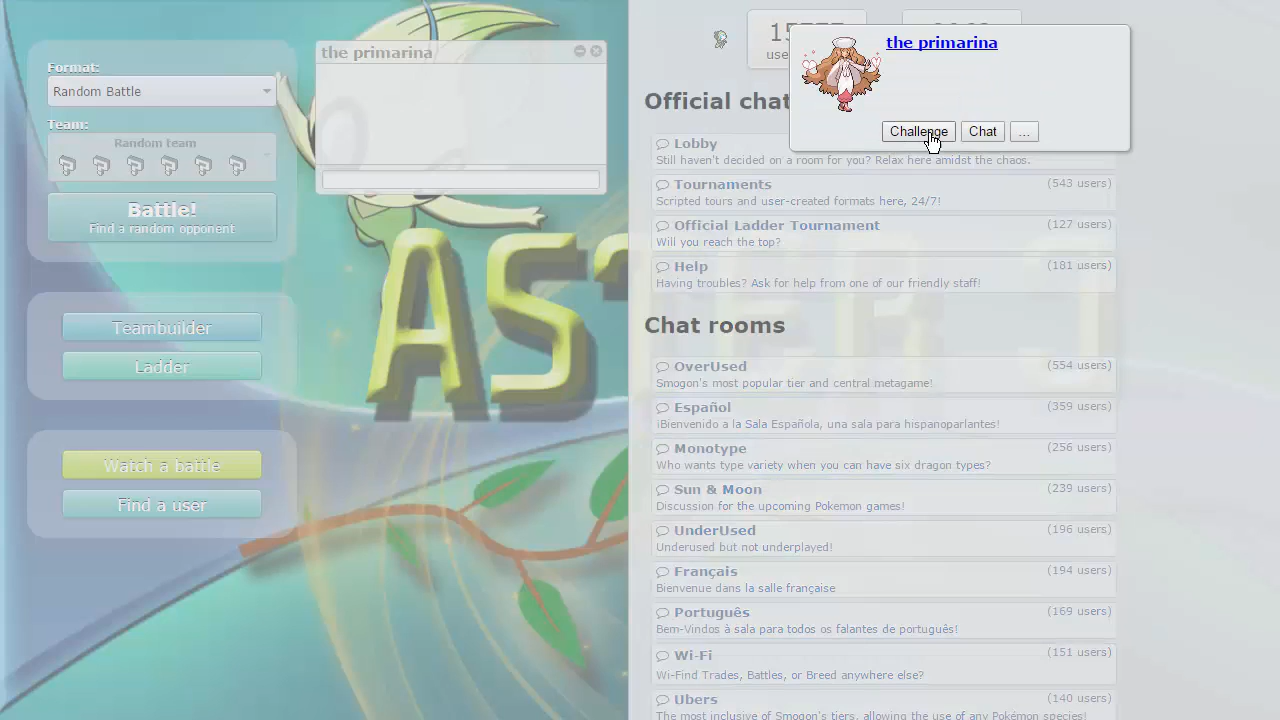 Format:
Random Battle
Team:
Random team
Battle!
Find a random opponent
Teambuilder
Ladder
Watch a battle
Find a user
the primarina
AST
the primarina
Challenge
Chat
...
Official chat
Lobby
Still haven't decided on a room for you? Relax here amidst the chaos.
Tournaments
(543 users)
Scripted tours and user-created formats here, 24/7!
Official Ladder Tournament
(127 users)
Will you reach the top?
Help
(181 users)
Having troubles? Ask for help from one of our friendly staff!
Chat rooms
OverUsed
(554 users)
Smogon's most popular tier and central metagame!
Español
(359 users)
¡Bienvenido a la Sala Española, una sala para hispanoparlantes!
Monotype
(256 users)
Who wants type variety when you can have six dragon types?
Sun & Moon
(239 users)
Discussion for the upcoming Pokemon games!
UnderUsed
(196 users)
Underused but not underplayed!
Français
(194 users)
Bienvenue dans la salle française
Português
(169 users)
Bem-Vindos à sala para todos os falantes de português!
Wi-Fi
(151 users)
Wi-Find Trades, Battles, or Breed anywhere else?
Ubers
(140 users)
The most inclusive of Smogon's tiers, allowing the use of any Pokémon species!